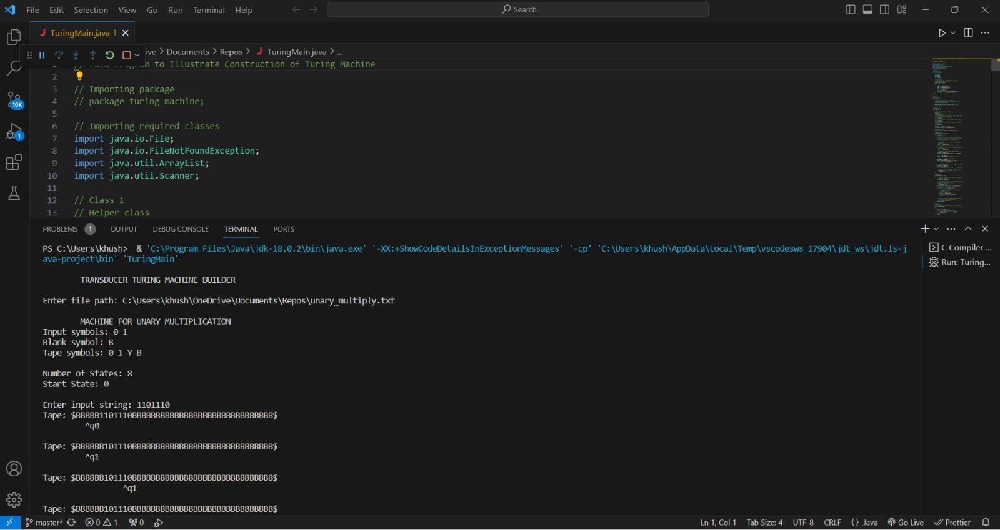 File Edit Selection View Go Run Terminal Help
Search
J TuringMain.java 1
ive > Documents > Repos > J TuringMain.java > ...
to Illustrate Construction of Turing Machine
2
3 // Importing package
4 // package turing_machine;
5
6 // Importing required classes
7 import java.io.File;
8 import java.io.FileNotFoundException;
9 import java.util.ArrayList;
10 import java.util.Scanner;
11
12 // Class 1
13 // Helper class
10K
1
PROBLEMS 1 OUTPUT DEBUG CONSOLE TERMINAL PORTS
PS C:\Users\khush> & 'C:\Program Files\Java\jdk-18.0.2\bin\java.exe' '-XX:+ShowCodeDetailsInExceptionMessages' '-cp' 'C:\Users\khush\AppData\Local\Temp\vscodesws_17904\jdt_ws\jdt.ls-j
ava-project\bin' 'TuringMain'
TRANSDUCER TURING MACHINE BUILDER
Enter file path: C:\Users\khush\OneDrive\Documents\Repos\unary_multiply.txt
MACHINE FOR UNARY MULTIPLICATION
Input symbols: 0 1
Blank symbol: B
Tape symbols: 0 1 Y B
Number of States: 8
Start State: 0
Enter input string: 1101110
Tape: $BBBBB1101110BBBBBBBBBBBBBBBBBBBBBBBBBBBBBB$
^q0
Tape: $BBBBBB101110BBBBBBBBBBBBBBBBBBBBBBBBBBBBBB$
^q1
Tape: $BBBBBB101110BBBBBBBBBBBBBBBBBBBBBBBBBBBBBB$
^q1
Tape: $BBBBBB101110BBBBBBBBBBBBBBBBBBBBBBBBBBBBBB$
C Compiler ...
Run: Turing...
master* 0 1 0
Ln 1, Col 1 Tab Size: 4 UTF-8 CRLF {} Java Go Live Prettier